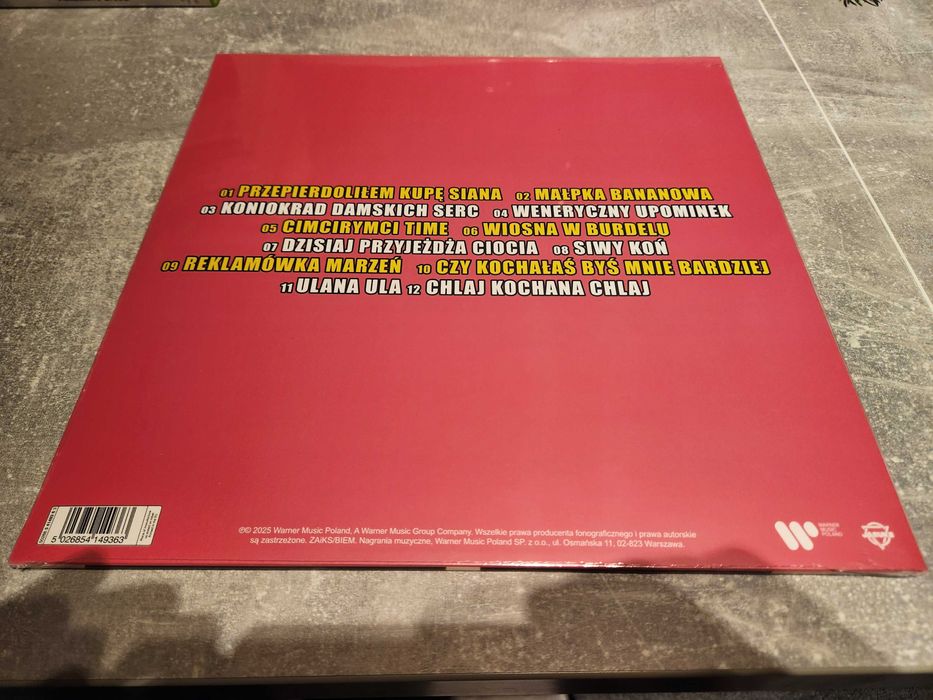 01 PRZEPIERDOLIŁEM KUPĘ SIANA 02 MAŁPKA BANANOWA
03 KONIOKRAD DAMSKICH SERC 04 WENERYCZNY UPOMINEK
05 CIMCIRYMCI TIME 06 WIOSNA W BURDELU
07 DZISIAJ PRZYJEŻDŻA CIOCIA 08 SIWY KOŃ
09 REKLAMÓWKA MARZEŃ 10 CZY KOCHAŁAŚ BYŚ MNIE BARDZIEJ
11 ULANA ULA 12 CHLAJ KOCHANA CHLAJ
5 026854 149363
℗© 2025 Warner Music Poland, A Warner Music Group Company. Wszelkie prawa producenta fonograficznego i prawa autorskie
są zastrzeżone. ZAIKS/BIEM. Nagrania muzyczne, Warner Music Poland SP. z o.o., ul. Osmańska 11, 02-823 Warszawa.
WARNER
MUSIC
POLAND